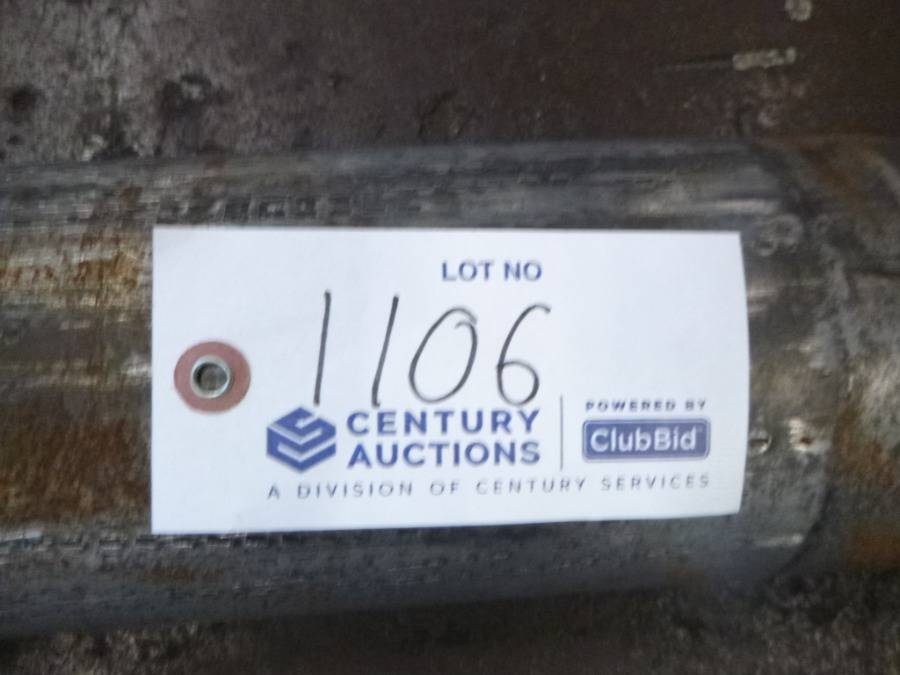 LOT NO
1106
CENTURY
AUCTIONS
POWERED BY
ClubBid
A DIVISION OF CENTURY SERVICES